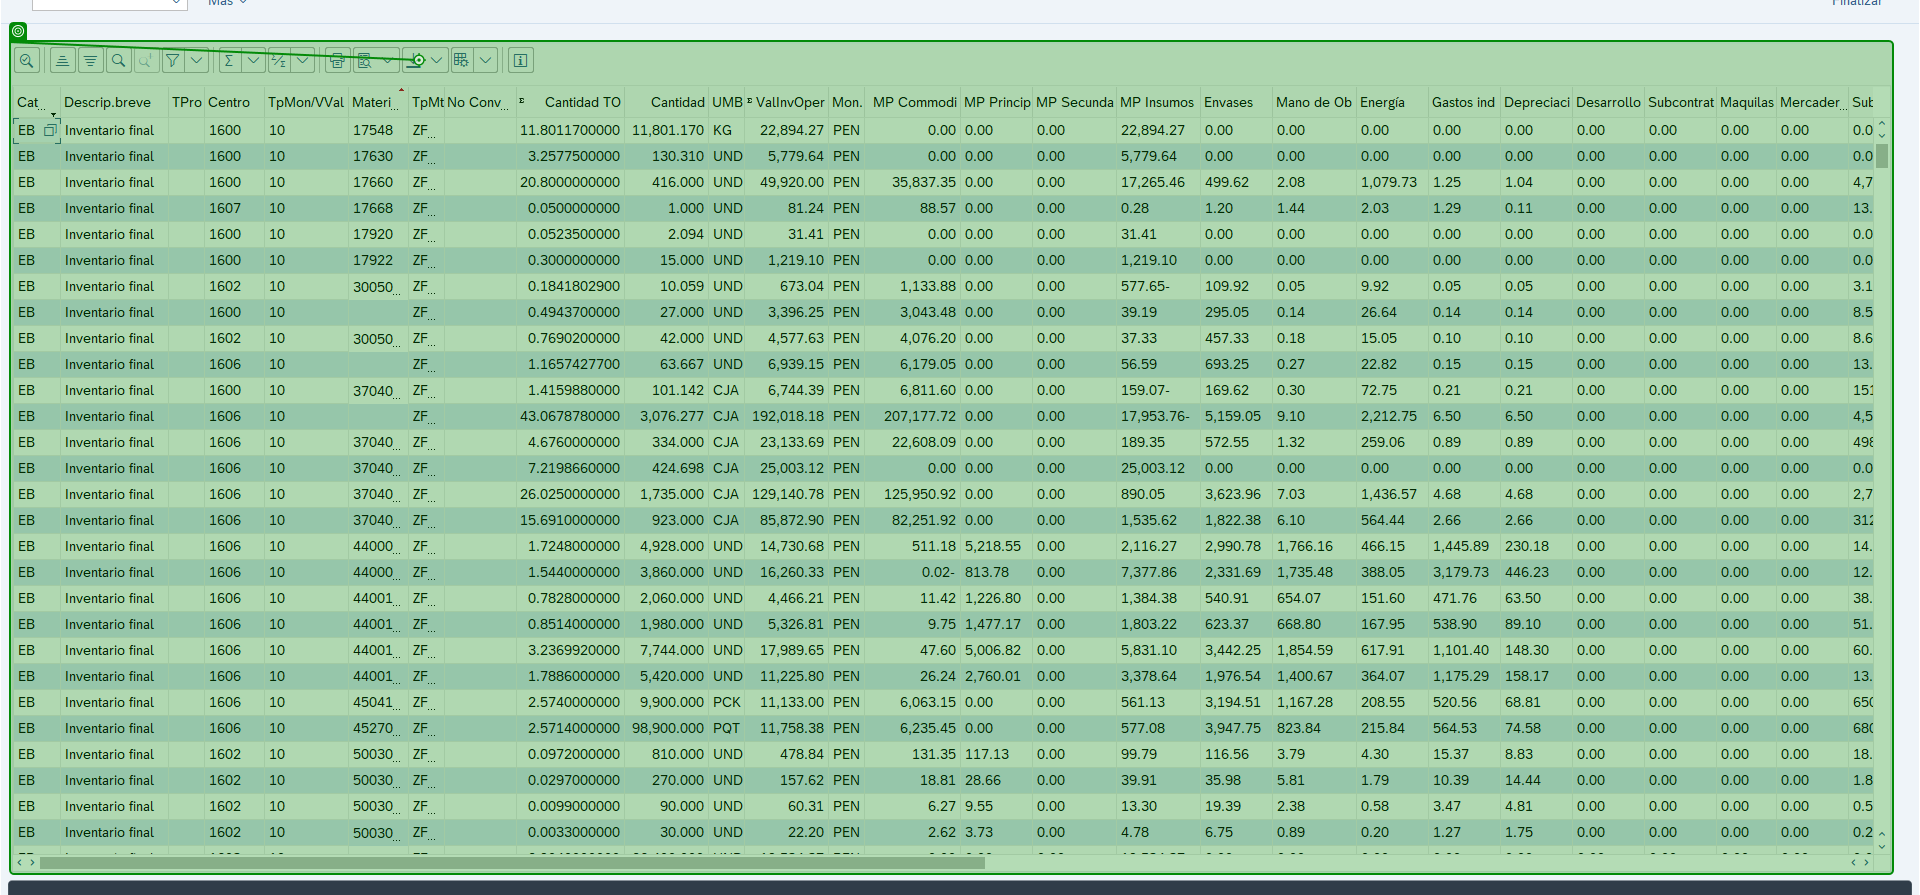 Más
Finalizar
Cat... Descrip.breve TPro Centro TpMon/VVal Materi... TpMt No Conv... Σ Cantidad TO Cantidad UMB Σ ValInvOper Mon. MP Commodi MP Princip MP Secunda MP Insumos Envases Mano de Ob Energía Gastos ind Depreciaci Desarrollo Subcontrat Maquilas Mercader... Sub
EB Inventario final 1600 10 17548 ZF... 11.8011700000 11,801.170 KG 22,894.27 PEN 0.00 0.00 0.00 22,894.27 0.00 0.00 0.00 0.00 0.00 0.00 0.00 0.00 0.00 0.0
EB Inventario final 1600 10 17630 ZF... 3.2577500000 130.310 UND 5,779.64 PEN 0.00 0.00 0.00 5,779.64 0.00 0.00 0.00 0.00 0.00 0.00 0.00 0.00 0.00 0.0
EB Inventario final 1600 10 17660 ZF... 20.8000000000 416.000 UND 49,920.00 PEN 35,837.35 0.00 0.00 17,265.46 499.62 2.08 1,079.73 1.25 1.04 0.00 0.00 0.00 0.00 4,7
EB Inventario final 1607 10 17668 ZF... 0.0500000000 1.000 UND 81.24 PEN 88.57 0.00 0.00 0.28 1.20 1.44 2.03 1.29 0.11 0.00 0.00 0.00 0.00 13.
EB Inventario final 1600 10 17920 ZF... 0.0523500000 2.094 UND 31.41 PEN 0.00 0.00 0.00 31.41 0.00 0.00 0.00 0.00 0.00 0.00 0.00 0.00 0.00 0.0
EB Inventario final 1600 10 17922 ZF... 0.3000000000 15.000 UND 1,219.10 PEN 0.00 0.00 0.00 1,219.10 0.00 0.00 0.00 0.00 0.00 0.00 0.00 0.00 0.00 0.0
EB Inventario final 1602 10 30050... ZF... 0.1841802900 10.059 UND 673.04 PEN 1,133.88 0.00 0.00 577.65- 109.92 0.05 9.92 0.05 0.05 0.00 0.00 0.00 0.00 3.1
EB Inventario final 1600 10 ZF... 0.4943700000 27.000 UND 3,396.25 PEN 3,043.48 0.00 0.00 39.19 295.05 0.14 26.64 0.14 0.14 0.00 0.00 0.00 0.00 8.5
EB Inventario final 1602 10 30050... ZF... 0.7690200000 42.000 UND 4,577.63 PEN 4,076.20 0.00 0.00 37.33 457.33 0.18 15.05 0.10 0.10 0.00 0.00 0.00 0.00 8.6
EB Inventario final 1606 10 ZF... 1.1657427700 63.667 UND 6,939.15 PEN 6,179.05 0.00 0.00 56.59 693.25 0.27 22.82 0.15 0.15 0.00 0.00 0.00 0.00 13.
EB Inventario final 1600 10 37040... ZF... 1.4159880000 101.142 CJA 6,744.39 PEN 6,811.60 0.00 0.00 159.07- 169.62 0.30 72.75 0.21 0.21 0.00 0.00 0.00 0.00 151
EB Inventario final 1606 10 ZF... 43.0678780000 3,076.277 CJA 192,018.18 PEN 207,177.72 0.00 0.00 17,953.76- 5,159.05 9.10 2,212.75 6.50 6.50 0.00 0.00 0.00 0.00 4,5
EB Inventario final 1606 10 37040... ZF... 4.6760000000 334.000 CJA 23,133.69 PEN 22,608.09 0.00 0.00 189.35 572.55 1.32 259.06 0.89 0.89 0.00 0.00 0.00 0.00 498
EB Inventario final 1606 10 37040... ZF... 7.2198660000 424.698 CJA 25,003.12 PEN 0.00 0.00 0.00 25,003.12 0.00 0.00 0.00 0.00 0.00 0.00 0.00 0.00 0.00 0.0
EB Inventario final 1606 10 37040... ZF... 26.0250000000 1,735.000 CJA 129,140.78 PEN 125,950.92 0.00 0.00 890.05 3,623.96 7.03 1,436.57 4.68 4.68 0.00 0.00 0.00 0.00 2,7
EB Inventario final 1606 10 37040... ZF... 15.6910000000 923.000 CJA 85,872.90 PEN 82,251.92 0.00 0.00 1,535.62 1,822.38 6.10 564.44 2.66 2.66 0.00 0.00 0.00 0.00 312
EB Inventario final 1606 10 44000... ZF... 1.7248000000 4,928.000 UND 14,730.68 PEN 511.18 5,218.55 0.00 2,116.27 2,990.78 1,766.16 466.15 1,445.89 230.18 0.00 0.00 0.00 0.00 14.
EB Inventario final 1606 10 44000... ZF... 1.5440000000 3,860.000 UND 16,260.33 PEN 0.02- 813.78 0.00 7,377.86 2,331.69 1,735.48 388.05 3,179.73 446.23 0.00 0.00 0.00 0.00 12.
EB Inventario final 1606 10 44001... ZF... 0.7828000000 2,060.000 UND 4,466.21 PEN 11.42 1,226.80 0.00 1,384.38 540.91 654.07 151.60 471.76 63.50 0.00 0.00 0.00 0.00 38.
EB Inventario final 1606 10 44001... ZF... 0.8514000000 1,980.000 UND 5,326.81 PEN 9.75 1,477.17 0.00 1,803.22 623.37 668.80 167.95 538.90 89.10 0.00 0.00 0.00 0.00 51.
EB Inventario final 1606 10 44001... ZF... 3.2369920000 7,744.000 UND 17,989.65 PEN 47.60 5,006.82 0.00 5,831.10 3,442.25 1,854.59 617.91 1,101.40 148.30 0.00 0.00 0.00 0.00 60.
EB Inventario final 1606 10 44001... ZF... 1.7886000000 5,420.000 UND 11,225.80 PEN 26.24 2,760.01 0.00 3,378.64 1,976.54 1,400.67 364.07 1,175.29 158.17 0.00 0.00 0.00 0.00 13.
EB Inventario final 1606 10 45041... ZF... 2.5740000000 9,900.000 PCK 11,133.00 PEN 6,063.15 0.00 0.00 561.13 3,194.51 1,167.28 208.55 520.56 68.81 0.00 0.00 0.00 0.00 650
EB Inventario final 1606 10 45270... ZF... 2.5714000000 98,900.000 PQT 11,758.38 PEN 6,235.45 0.00 0.00 577.08 3,947.75 823.84 215.84 564.53 74.58 0.00 0.00 0.00 0.00 680
EB Inventario final 1602 10 50030... ZF... 0.0972000000 810.000 UND 478.84 PEN 131.35 117.13 0.00 99.79 116.56 3.79 4.30 15.37 8.83 0.00 0.00 0.00 0.00 18.
EB Inventario final 1602 10 50030... ZF... 0.0297000000 270.000 UND 157.62 PEN 18.81 28.66 0.00 39.91 35.98 5.81 1.79 10.39 14.44 0.00 0.00 0.00 0.00 1.8
EB Inventario final 1602 10 50030... ZF... 0.0099000000 90.000 UND 60.31 PEN 6.27 9.55 0.00 13.30 19.39 2.38 0.58 3.47 4.81 0.00 0.00 0.00 0.00 0.5
EB Inventario final 1602 10 50030... ZF... 0.0033000000 30.000 UND 22.20 PEN 2.62 3.73 0.00 4.78 6.75 0.89 0.20 1.27 1.75 0.00 0.00 0.00 0.00 0.2